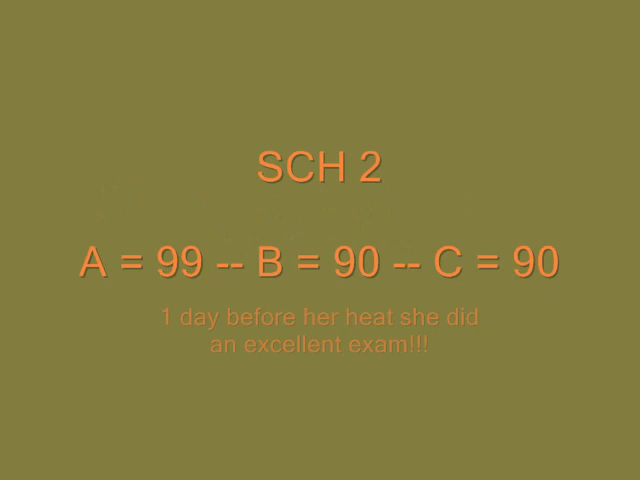 SCH 2
A = 99 -- B = 90 -- C = 90
1 day before her heat she did
an excellent exam!!!